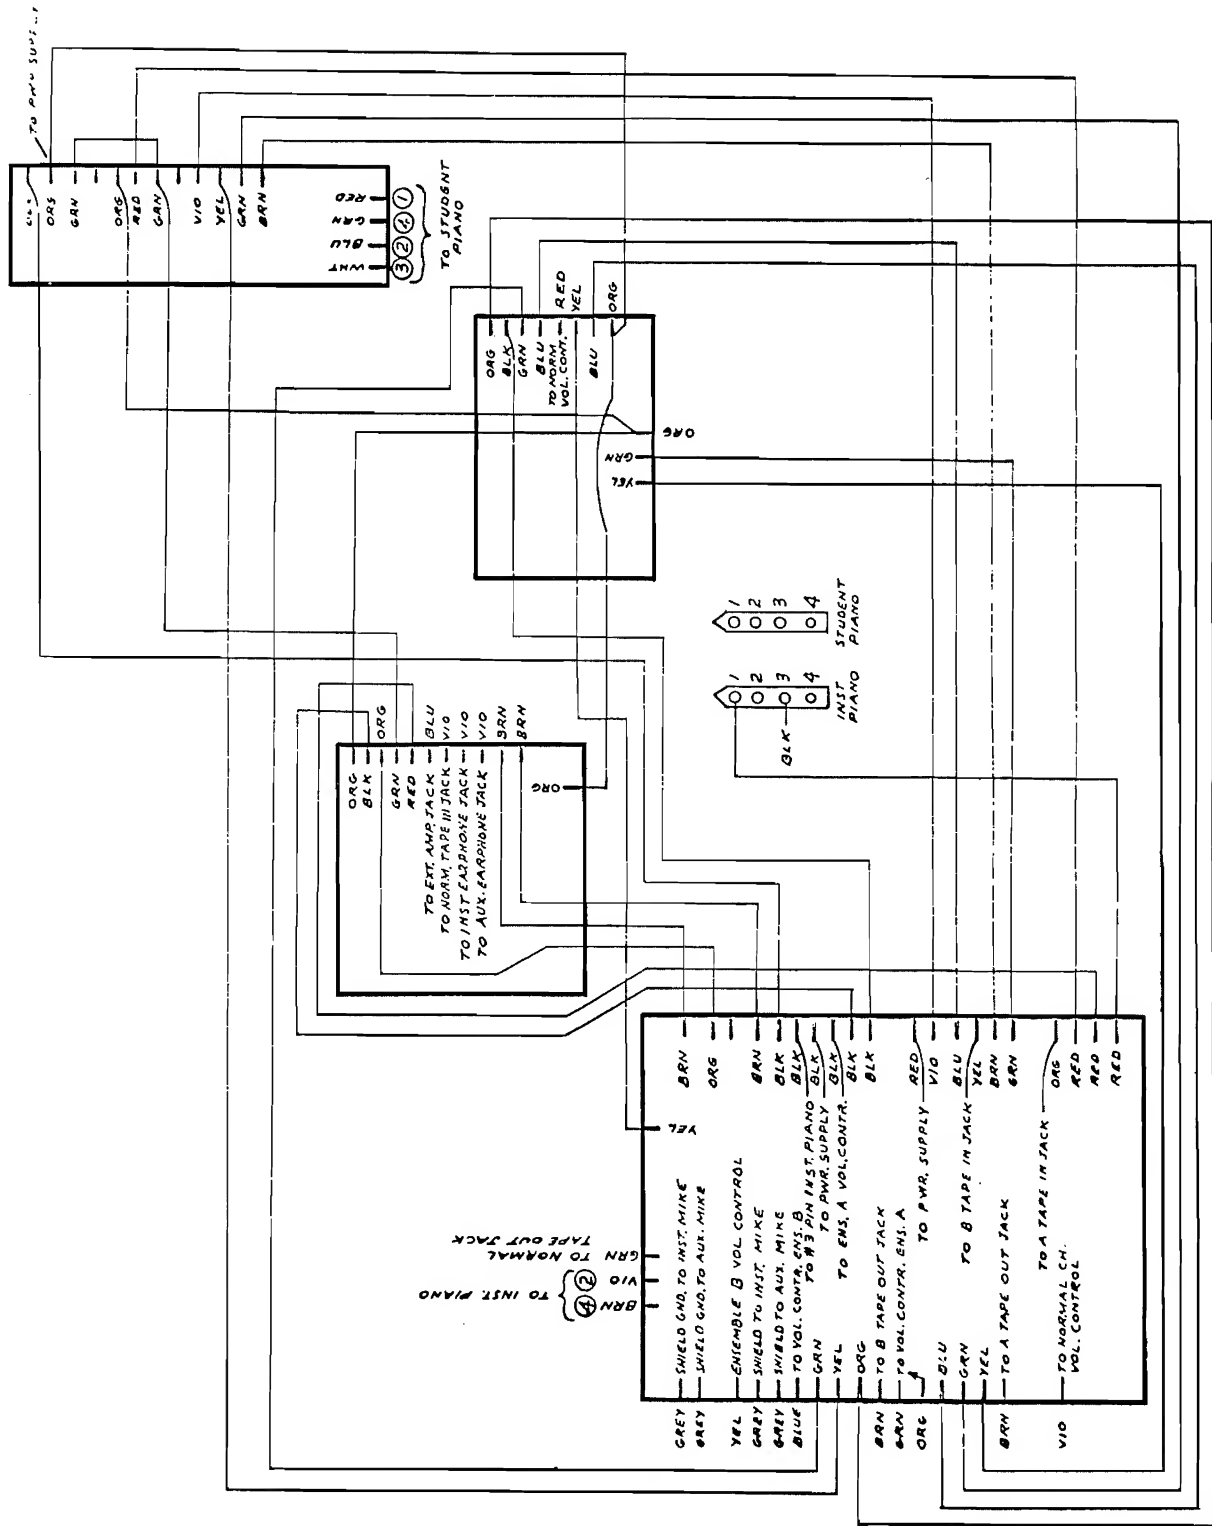 TO
ORG
GRN
ORG
RED
GRN
VIO
YEL
GRN
BRN
RED ①
GRN ④
BLU ②
WHT ③
TO STUDENT
PIANO
ORG
BLK
GRN
BLU
TO NORM.
VOL. CONT.
RED
YEL
BLU
ORG
ORG
GRN
YEL
1
2
3
4
STUDENT
PIANO
1
2
3
4
INST
PIANO
BLK
ORG
BLK
ORG
GRN
RED
TO EXT. AMP. JACK BLU
TO NORM. TAPE IN JACK VIO
TO INST EARPHONE JACK VIO
TO AUX. EARPHONE JACK VIO
BRN
BRN
ORG
BRN
ORG
BRN
BLK
BLK
BLK
BLK
BLK
BLK
RED
VIO
BLU
YEL
BRN
GRN
ORG
RED
RED
RED
YEL
GRN TO NORMAL
TAPE OUT JACK
VIO ②
BRN ④
TO INST. PIANO
GREY SHIELD GND. TO INST. MIKE
GREY SHIELD GND. TO AUX. MIKE
YEL ENSEMBLE B VOL CONTROL
GREY SHIELD TO INST. MIKE
GREY SHIELD TO AUX. MIKE
BLUE TO VOL. CONTR. ENS. B
GRN TO #3 PIN INST. PIANO
TO PWR. SUPPLY
YEL TO ENS. A VOL. CONTR.
ORG
BRN TO B TAPE OUT JACK
GRN TO VOL. CONTR. ENS. A
ORG
TO PWR. SUPPLY
BLU
GRN TO B TAPE IN JACK
YEL
BRN TO A TAPE OUT JACK
TO A TAPE IN JACK
VIO TO NORMAL CH.
VOL. CONTROL